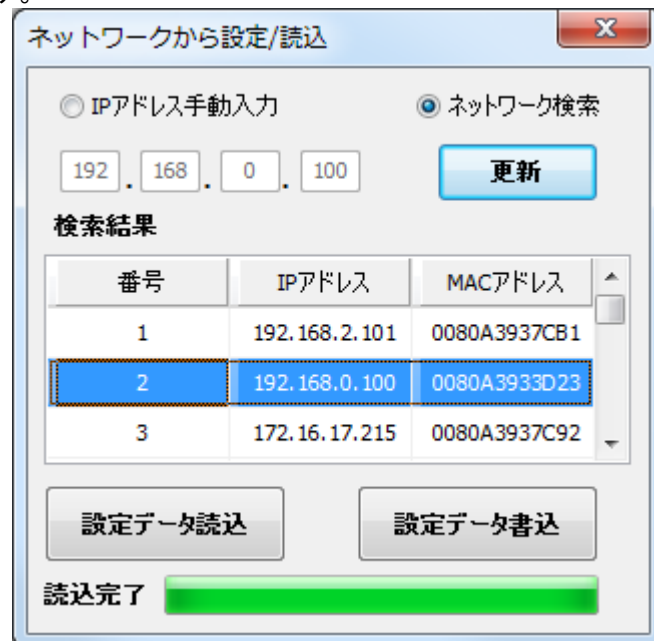 す。
ネットワークから設定/読込
IPアドレス手動入力 ネットワーク検索
192 . 168 . 0 . 100 更新
検索結果
番号 IPアドレス MACアドレス
1 192.168.2.101 0080A3937CB1
2 192.168.0.100 0080A3933D23
3 172.16.17.215 0080A3937C92
設定データ読込 設定データ書込
読込完了